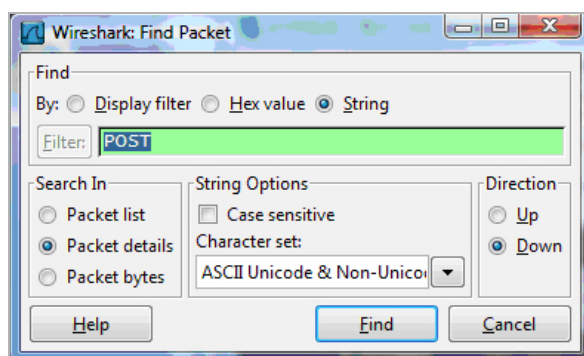 Wireshark: Find Packet
Find
By: Display filter Hex value String
Filter: POST
Search In
Packet list
Packet details
Packet bytes
String Options
Case sensitive
Character set:
ASCII Unicode & Non-Unico
Direction
Up
Down
Help Find Cancel